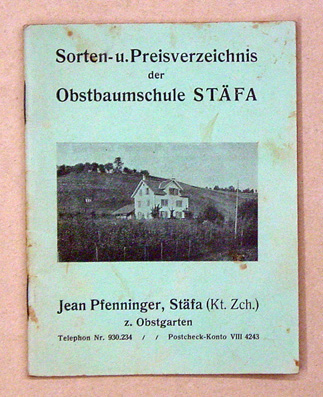 Sorten- u. Preisverzeichnis
der
Obstbaumschule STÄFA
Jean Pfenninger, Stäfa (Kt. Zch.)
z. Obstgarten
Telephon Nr. 930.234 / / Postcheck-Konto VIII 4243